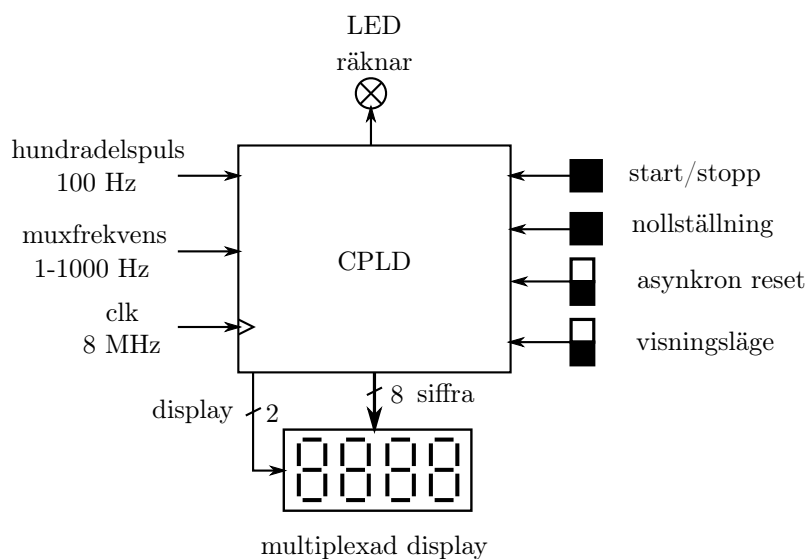 LED
räknar
hundradelspuls
100 Hz
muxfrekvens
1-1000 Hz
clk
8 MHz
CPLD
start/stopp
nollställning
asynkron reset
visningsläge
display
2
8 siffra
multiplexad display